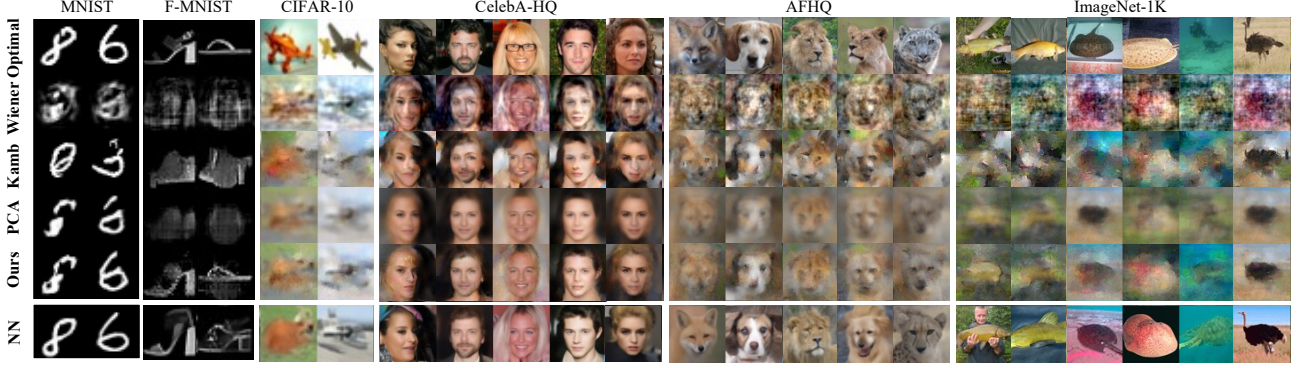 MNIST F-MNIST CIFAR-10 CelebA-HQ AFHQ ImageNet-1K
Optimal
Wiener
Kamb
PCA
Ours
NN